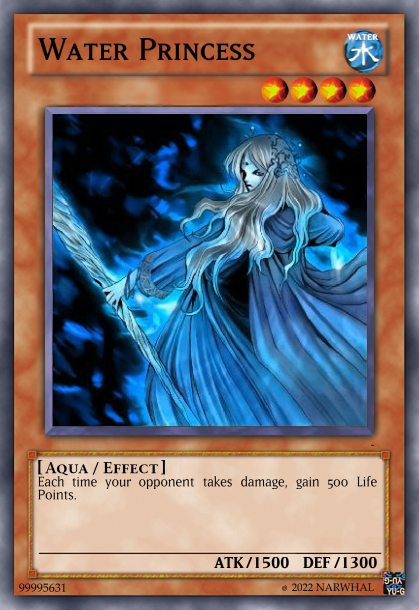 WATER PRINCESS
WATER
水
[ AQUA / EFFECT ]
Each time your opponent takes damage, gain 500 Life
Points.
ATK/1500 DEF/1300
99995631
© 2022 NARWHAL
YU-G